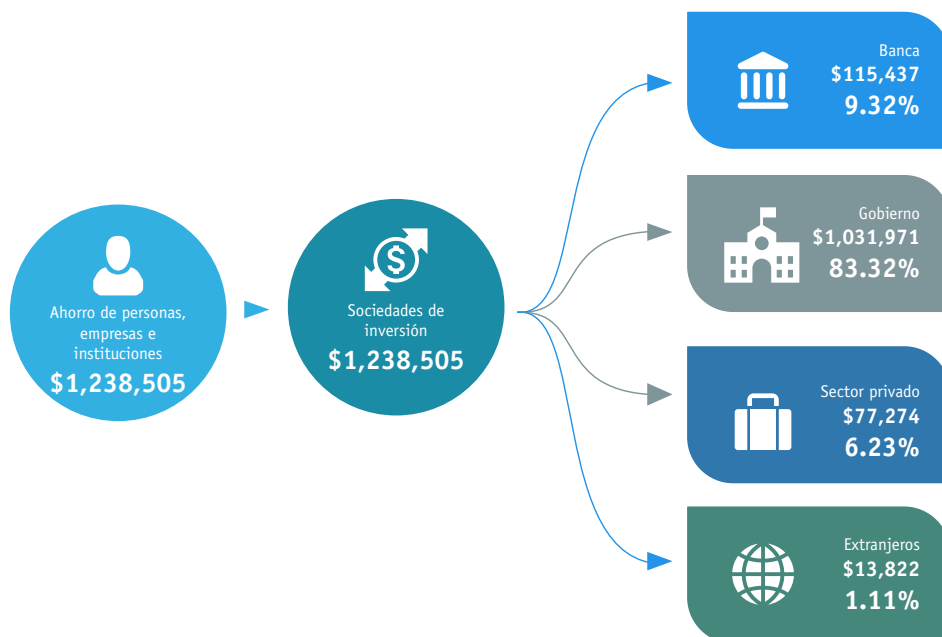 Ahorro de personas,
empresas e
instituciones
$1,238,505
$
Sociedades de
inversión
$1,238,505
Banca
$115,437
9.32%
Gobierno
$1,031,971
83.32%
Sector privado
$77,274
6.23%
Extranjeros
$13,822
1.11%